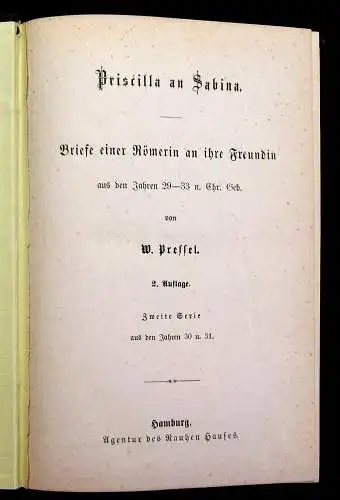 Priscilla an Sabina.
Briefe einer Römerin an ihre Freundin
aus den Jahren 29—33 n. Chr. Geb.
von
W. Pressel.
2. Auflage.
Zweite Serie
aus den Jahren 30 u. 31.
Hamburg.
Agentur des Rauhen Hauses.